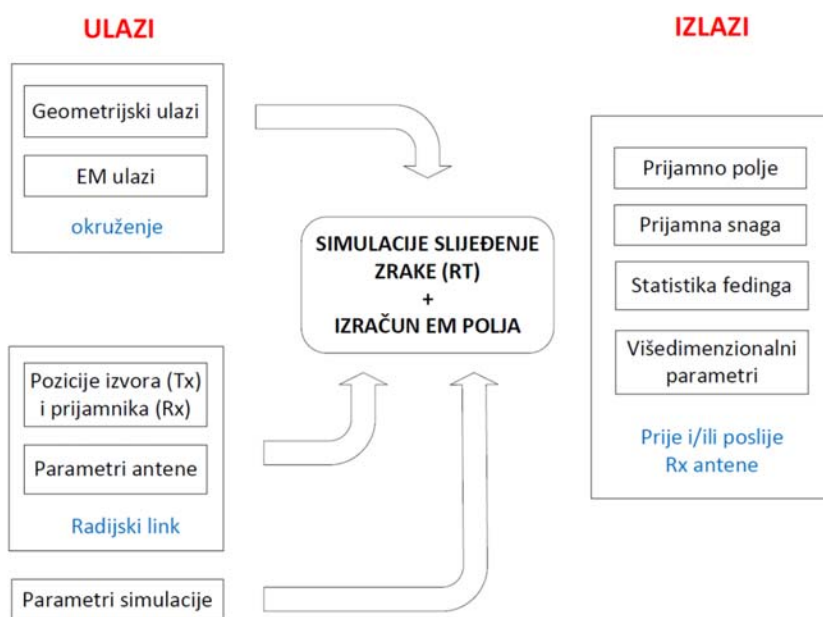 ULAZI
Geometrijski ulazi
EM ulazi
okruženje
Pozicije izvora (Tx)
i prijamnika (Rx)
Parametri antene
Radijski link
Parametri simulacije
SIMULACIJE SLIJEĐENJE
ZRAKE (RT)
+
IZRAČUN EM POLJA
IZLAZI
Prijamno polje
Prijamna snaga
Statistika fedinga
Višedimenzionalni
parametri
Prije i/ili poslije
Rx antene